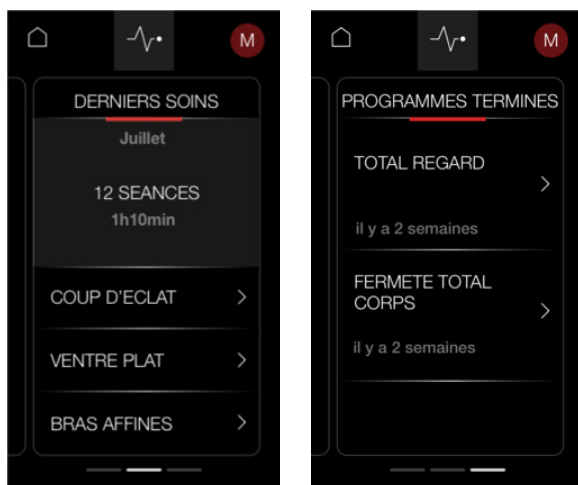 M
DERNIERS SOINS
Juillet
12 SEANCES
1h10min
COUP D'ECLAT
VENTRE PLAT
BRAS AFFINES
M
PROGRAMMES TERMINES
TOTAL REGARD
il y a 2 semaines
FERMETE TOTAL
CORPS
il y a 2 semaines